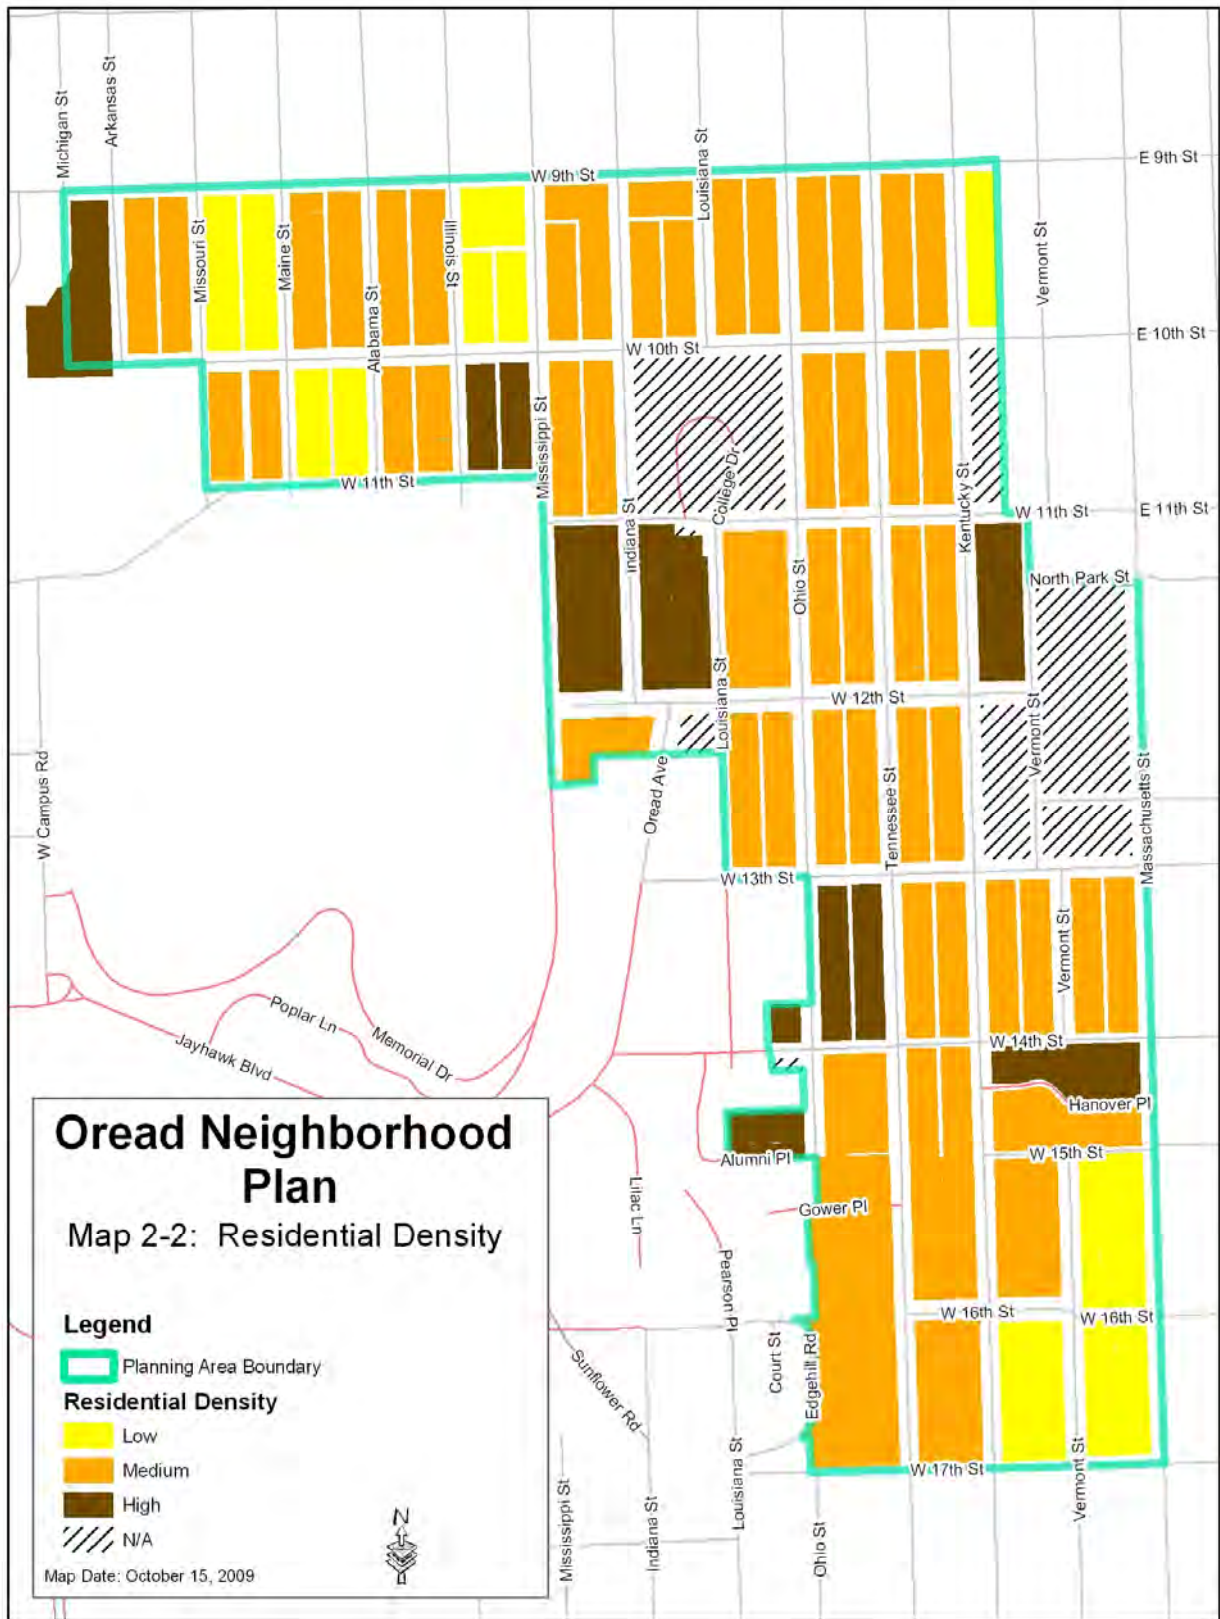 Michigan St
Arkansas St
Louisiana St
W 9th St
E 9th St
Missouri St
Maine St
Illinois St
Vermont St
Alabama St
W 10th St
E 10th St
Mississippi St
College Dr
Kentucky St
W 11th St
Indiana St
W 11th St
E 11th St
Ohio St
North Park St
Louisiana St
W 12th St
Vermont St
W Campus Rd
Oread Ave
Tennessee St
Massachusetts St
W 13th St
Vermont St
Poplar Ln
Memorial Dr
Jayhawk Blvd
W 14th St
Hanover Pl
Alumni Pl
W 15th St
Lilac Ln
Gower Pl
Pearson Pl
W 16th St
W 16th St
Court St
Edgehill Rd
Sunflower Rd
W 17th St
Vermont St
Louisiana St
Mississippi St
Indiana St
Ohio St
Oread Neighborhood
Plan
Map 2-2: Residential Density
Legend
Planning Area Boundary
Residential Density
Low
Medium
High
N/A
N
Map Date: October 15, 2009